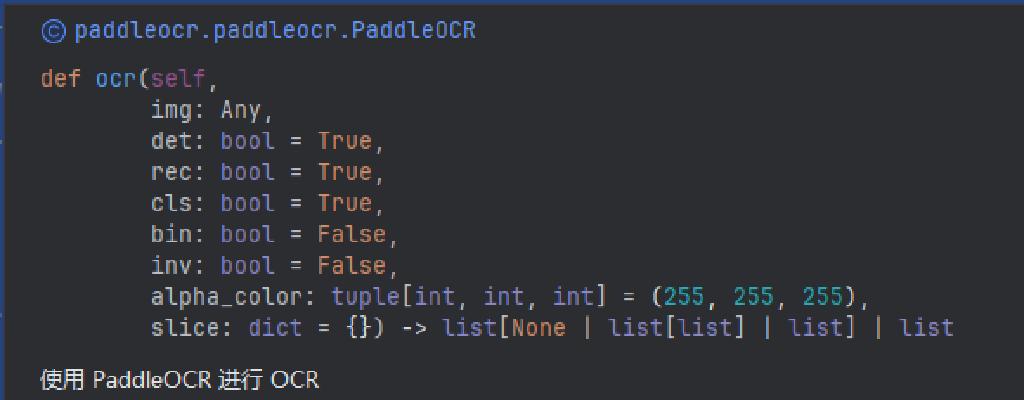 © paddleocr.paddleocr.PaddleOCR
def ocr(self,
        img: Any,
        det: bool = True,
        rec: bool = True,
        cls: bool = True,
        bin: bool = False,
        inv: bool = False,
        alpha_color: tuple[int, int, int] = (255, 255, 255),
        slice: dict = {}) -> list[None | list[list] | list] | list
使用 PaddleOCR 进行 OCR